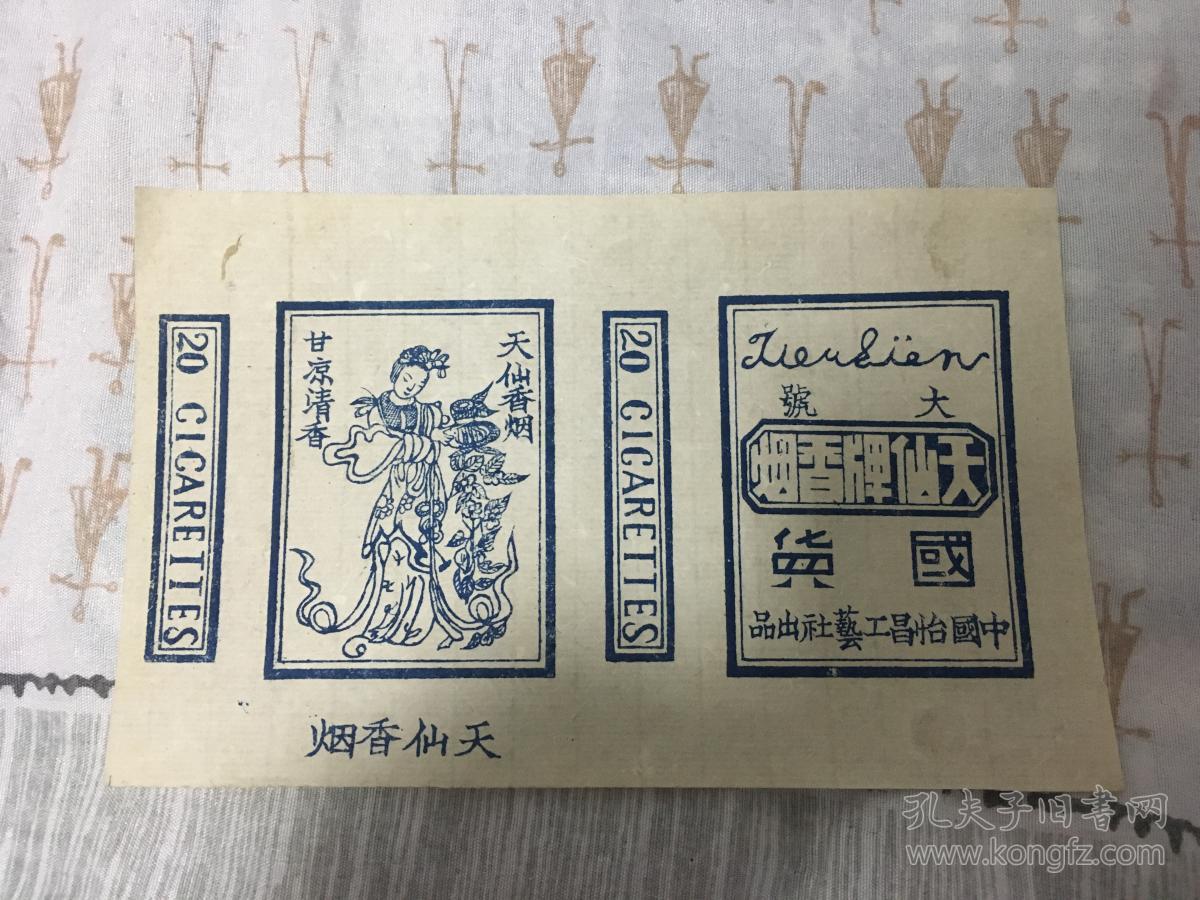 20 CIGARETTES
天仙香烟
甘凉清香
20 CIGARETTES
大號
天仙牌香烟
國貨
中國怡昌工藝社出品
天仙香烟
孔夫子旧書网
www.kongfz.com